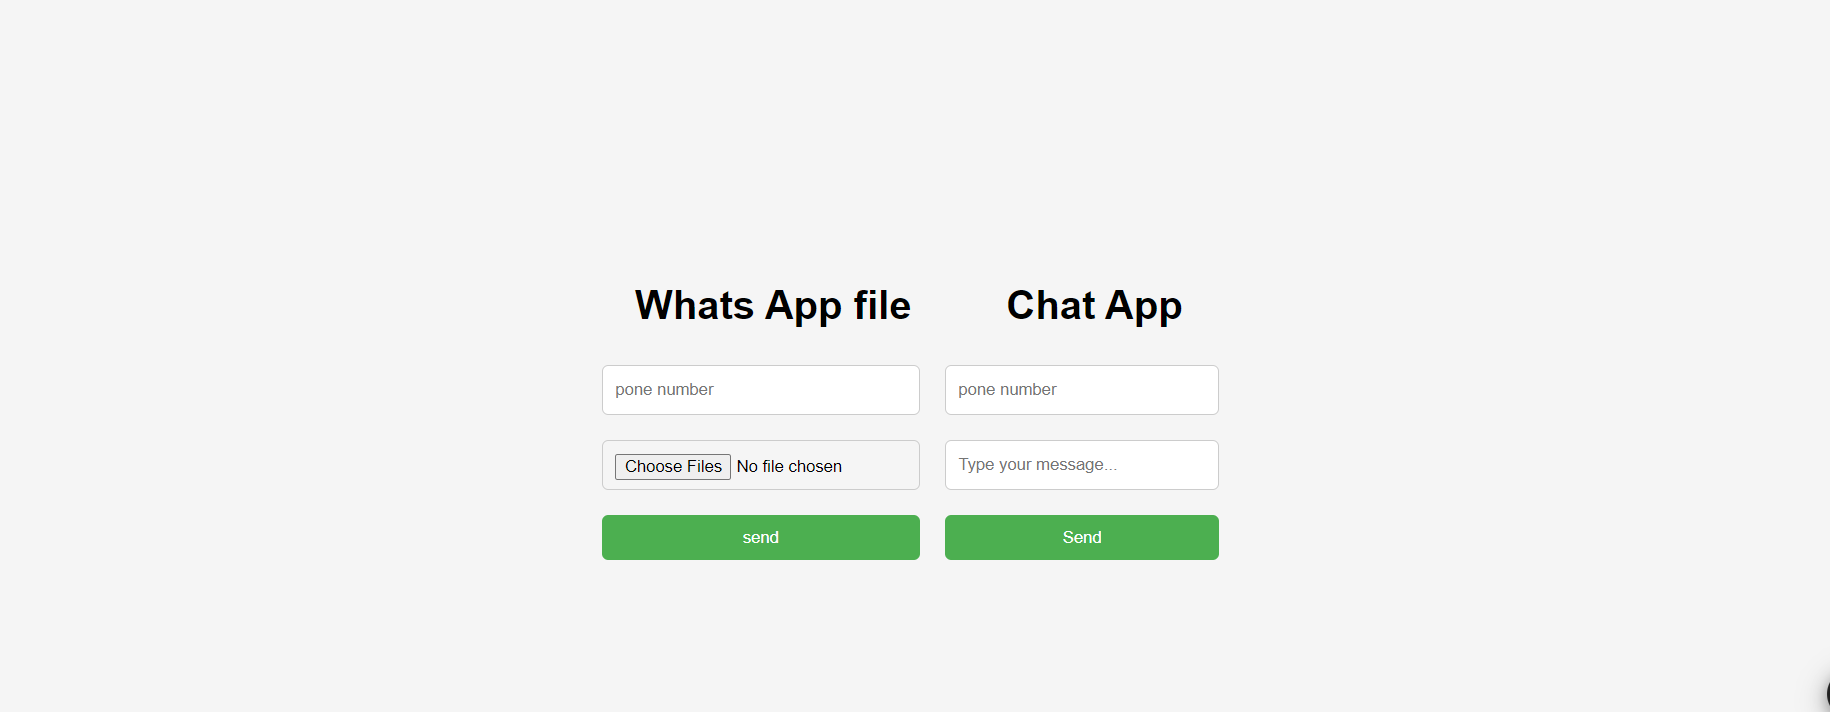 Whats App file
pone number
Choose Files No file chosen
send
Chat App
pone number
Type your message...
Send